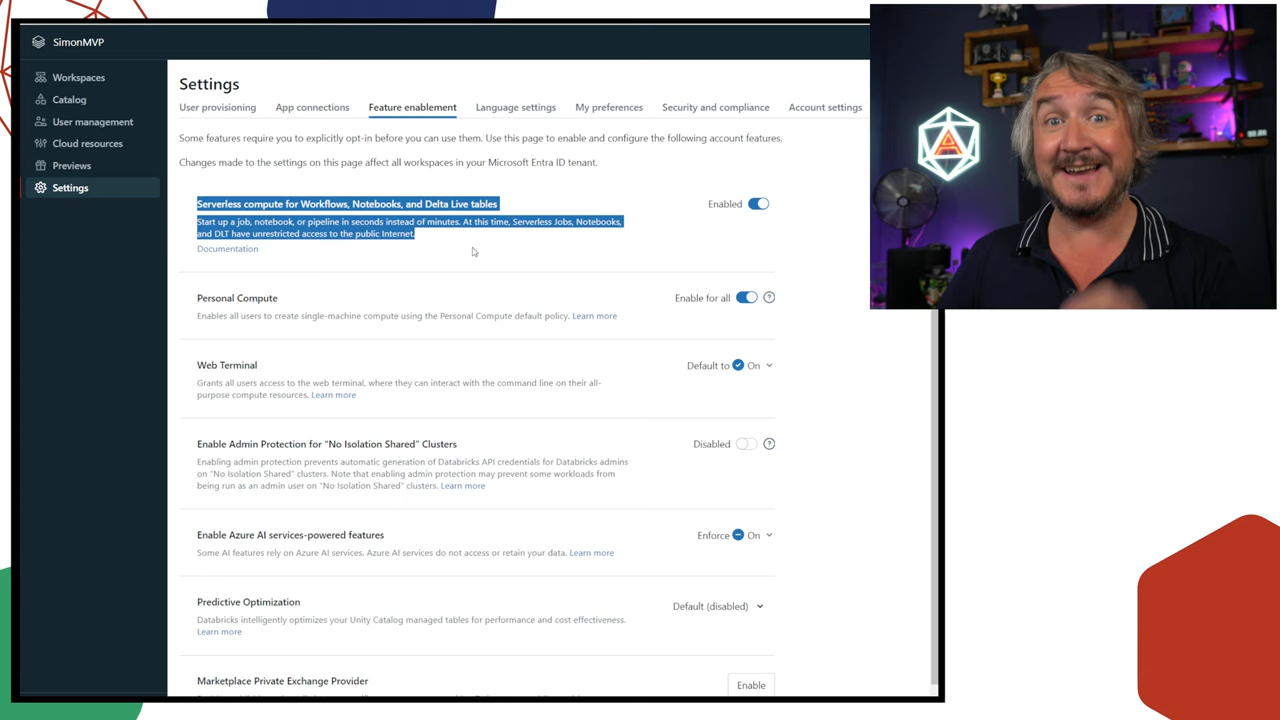 SimonMVP
Workspaces
Catalog
User management
Cloud resources
Previews
Settings
Settings
User provisioning
App connections
Feature enablement
Language settings
My preferences
Security and compliance
Account settings
Some features require you to explicitly opt-in before you can use them. Use this page to enable and configure the following account features.
Changes made to the settings on this page affect all workspaces in your Microsoft Entra ID tenant.
Serverless compute for Workflows, Notebooks, and Delta Live tables
Enabled
Start up a job, notebook, or pipeline in seconds instead of minutes. At this time, Serverless Jobs, Notebooks,
and DLT have unrestricted access to the public Internet.
Documentation
Personal Compute
Enable for all
Enables all users to create single-machine compute using the Personal Compute default policy. Learn more
Web Terminal
Default to On
Grants all users access to the web terminal, where they can interact with the command line on their all-
purpose compute resources. Learn more
Enable Admin Protection for "No Isolation Shared" Clusters
Disabled
Enabling admin protection prevents automatic generation of Databricks API credentials for Databricks admins
on "No Isolation Shared" clusters. Note that enabling admin protection may prevent some workloads from
being run as an admin user on "No Isolation Shared" clusters. Learn more
Enable Azure AI services-powered features
Enforce On
Some AI features rely on Azure AI services. Azure AI services do not access or retain your data. Learn more
Predictive Optimization
Default (disabled)
Databricks intelligently optimizes your Unity Catalog managed tables for performance and cost effectiveness.
Learn more
Marketplace Private Exchange Provider
Enable